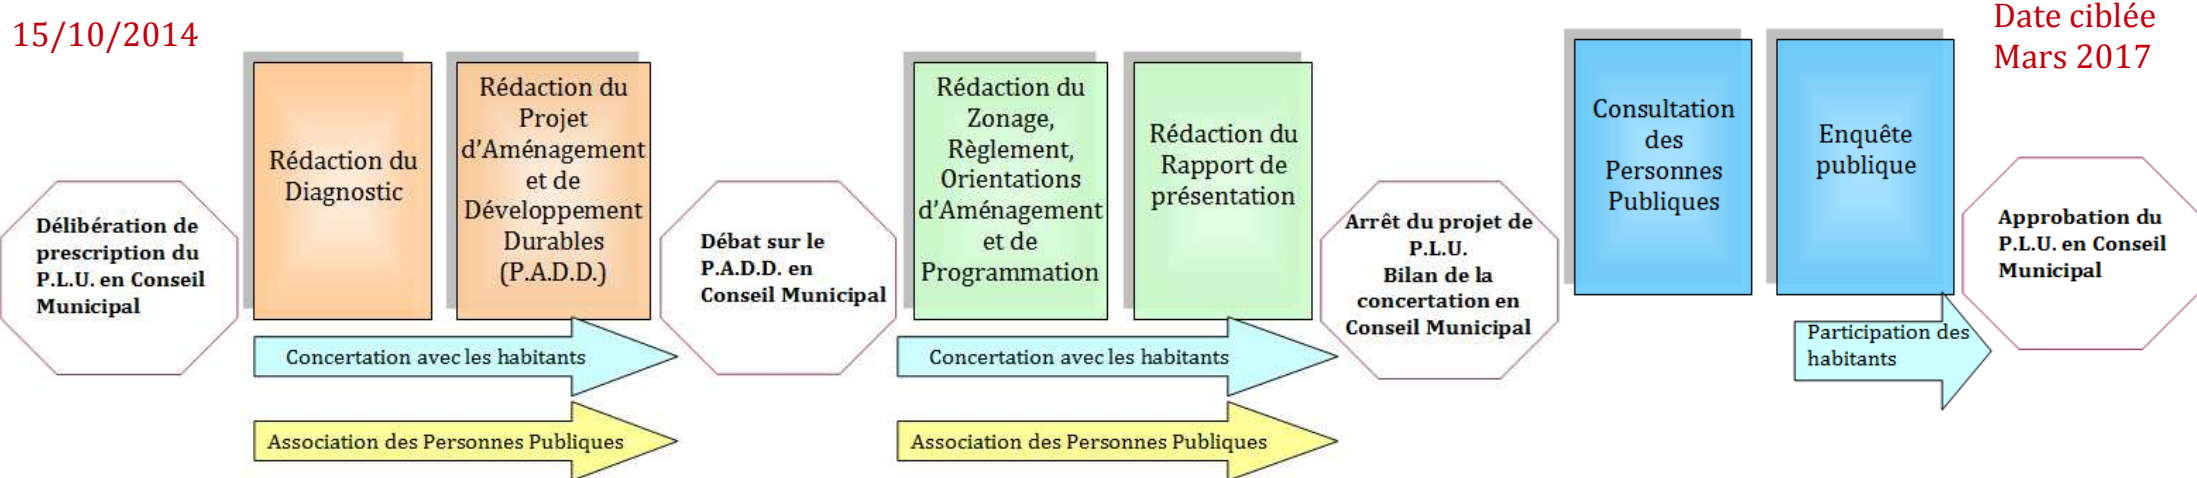 15/10/2014
Délibération de
prescription du
P.L.U. en Conseil
Municipal
Rédaction du
Diagnostic
Rédaction du
Projet
d'Aménagement
et de
Développement
Durables
(P.A.D.D.)
Concertation avec les habitants
Association des Personnes Publiques
Débat sur le
P.A.D.D. en
Conseil Municipal
Rédaction du
Zonage,
Règlement,
Orientations
d'Aménagement
et de
Programmation
Rédaction du
Rapport de
présentation
Concertation avec les habitants
Association des Personnes Publiques
Arrêt du projet de
P.L.U.
Bilan de la
concertation en
Conseil Municipal
Consultation
des
Personnes
Publiques
Enquête
publique
Participation des
habitants
Date ciblée
Mars 2017
Approbation du
P.L.U. en Conseil
Municipal